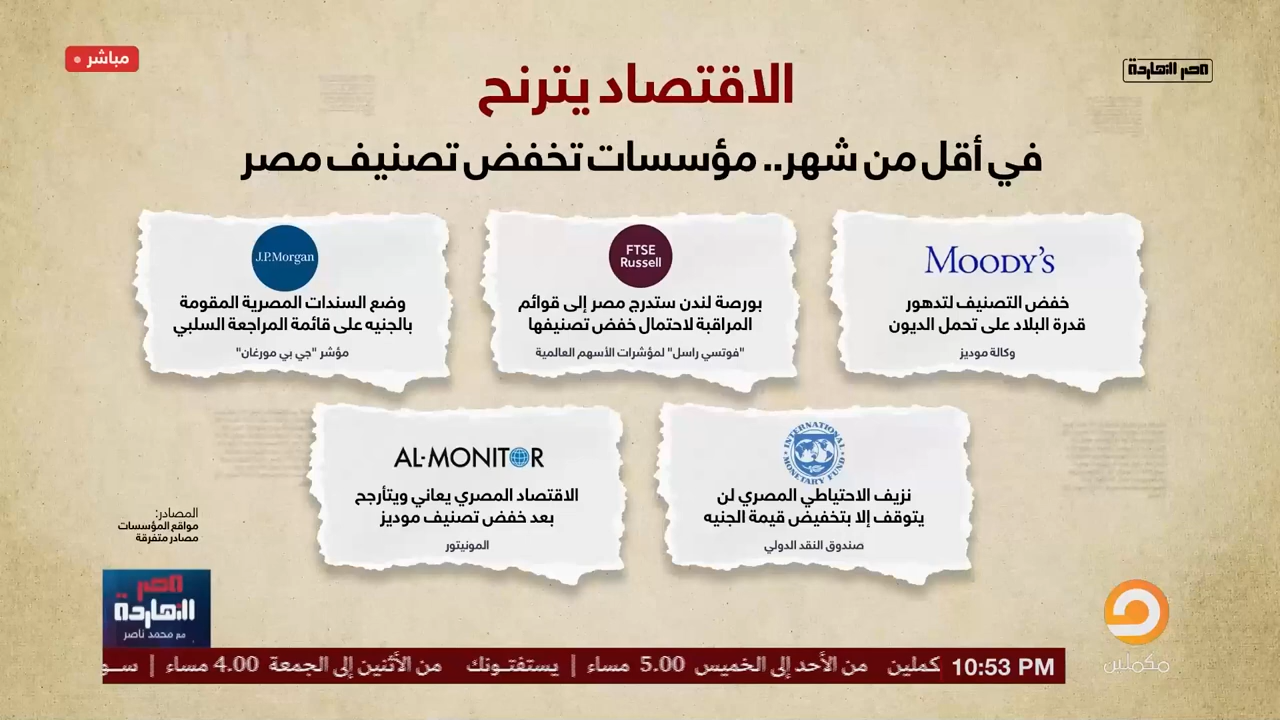 مباشر
مصر النهاردة
الاقتصاد يترنح
في أقل من شهر.. مؤسسات تخفض تصنيف مصر
MOODY'S
خفض التصنيف لتدهور
قدرة البلاد على تحمل الديون
وكالة موديز
FTSE
Russell
بورصة لندن ستدرج مصر إلى قوائم
المراقبة لاحتمال خفض تصنيفها
"فوتسي راسل" لمؤشرات الأسهم العالمية
J.P.Morgan
وضع السندات المصرية المقومة
بالجنيه على قائمة المراجعة السلبي
مؤشر "جي بي مورغان"
INTERNATIONAL MONETARY FUND
نزيف الاحتياطي المصري لن
يتوقف إلا بتخفيض قيمة الجنيه
صندوق النقد الدولي
AL-MONITOR
الاقتصاد المصري يعاني ويتأرجح
بعد خفض تصنيف موديز
المونيتور
المصادر:
مواقع المؤسسات
مصادر متفرقة
مصر
النهاردة
مع محمد ناصر
مكملين
10:53 PM
كملين من الأحد إلى الخميس 5.00 مساء | يستفتونك من الأثنين إلى الجمعة 4.00 مساء | سـو